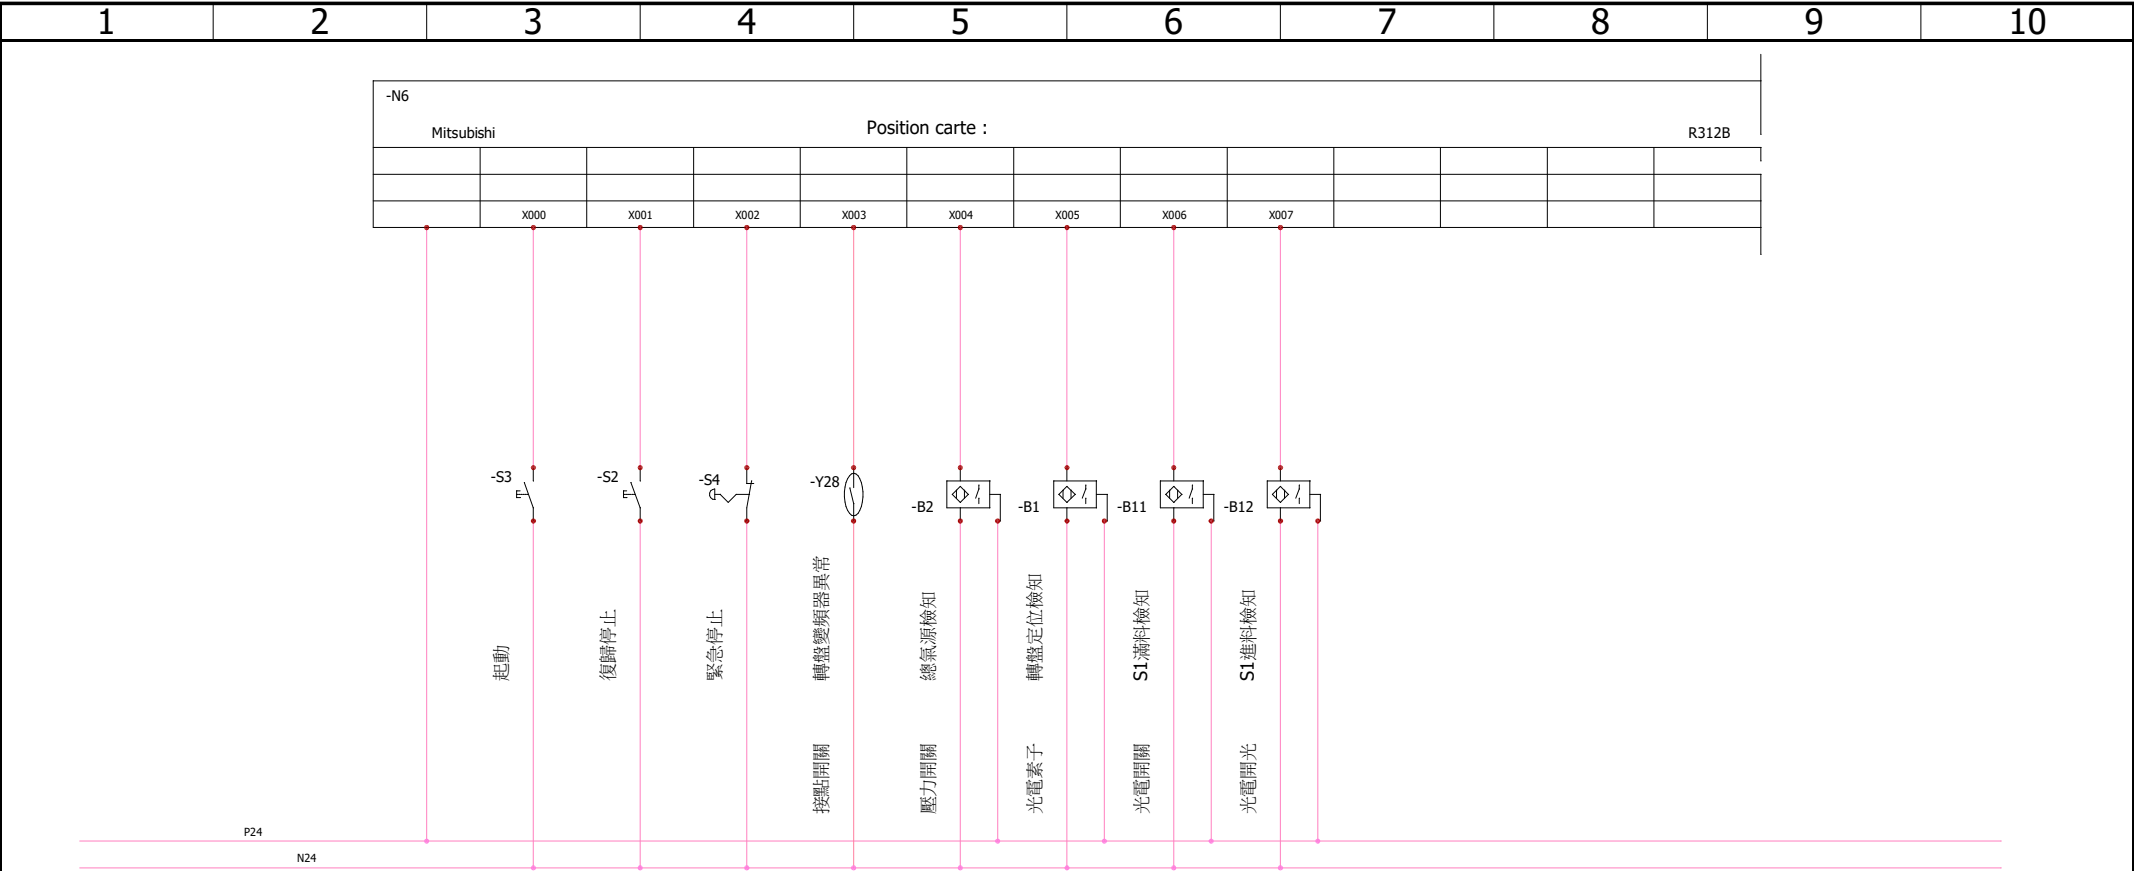 1 2 3 4 5 6 7 8 9 10
-N6
Mitsubishi Position carte : R312B
X000 X001 X002 X003 X004 X005 X006 X007
-S3 -S2 -S4 -Y28 -B2 -B1 -B11 -B12
起動
復歸停止
緊急停止
轉盤變頻器異常
總氣源檢知
轉盤定位檢知
S1滿料檢知
S1進料檢知
接點開關
壓力開關
光電素子
光電開關
光電開光
P24
N24